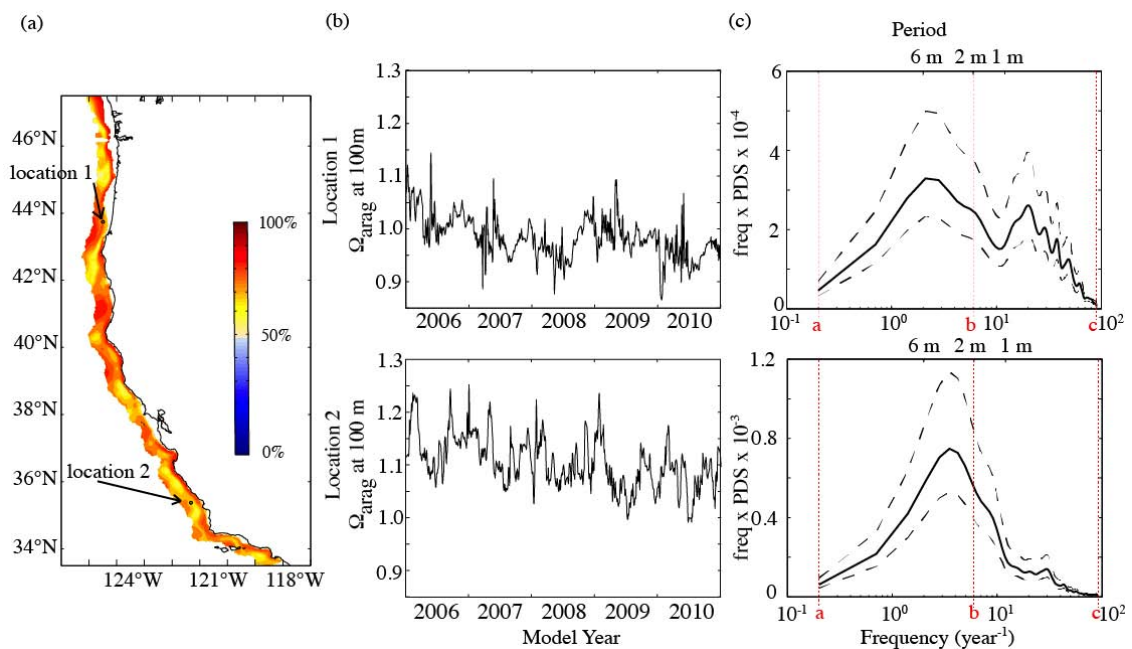 (a)
46°N
location 1
44°N
42°N
40°N
38°N
36°N
location 2
34°N
124°W 121°W 118°W
100%
50%
0%
(b)
Location 1
Ωarag at 100m
1.3
1.2
1.1
1.0
0.9
2006 2007 2008 2009 2010
Location 2
Ωarag at 100 m
1.3
1.2
1.1
1.0
0.9
2006 2007 2008 2009 2010
Model Year
(c)
Period
6 m 2 m 1 m
freq x PDS x 10-4
6
4
2
0
10-1 100 101 102
a b c
6 m 2 m 1 m
freq x PDS x 10-3
1.2
0.8
0.4
0
10-1 100 101 102
a b c
Frequency (year-1)